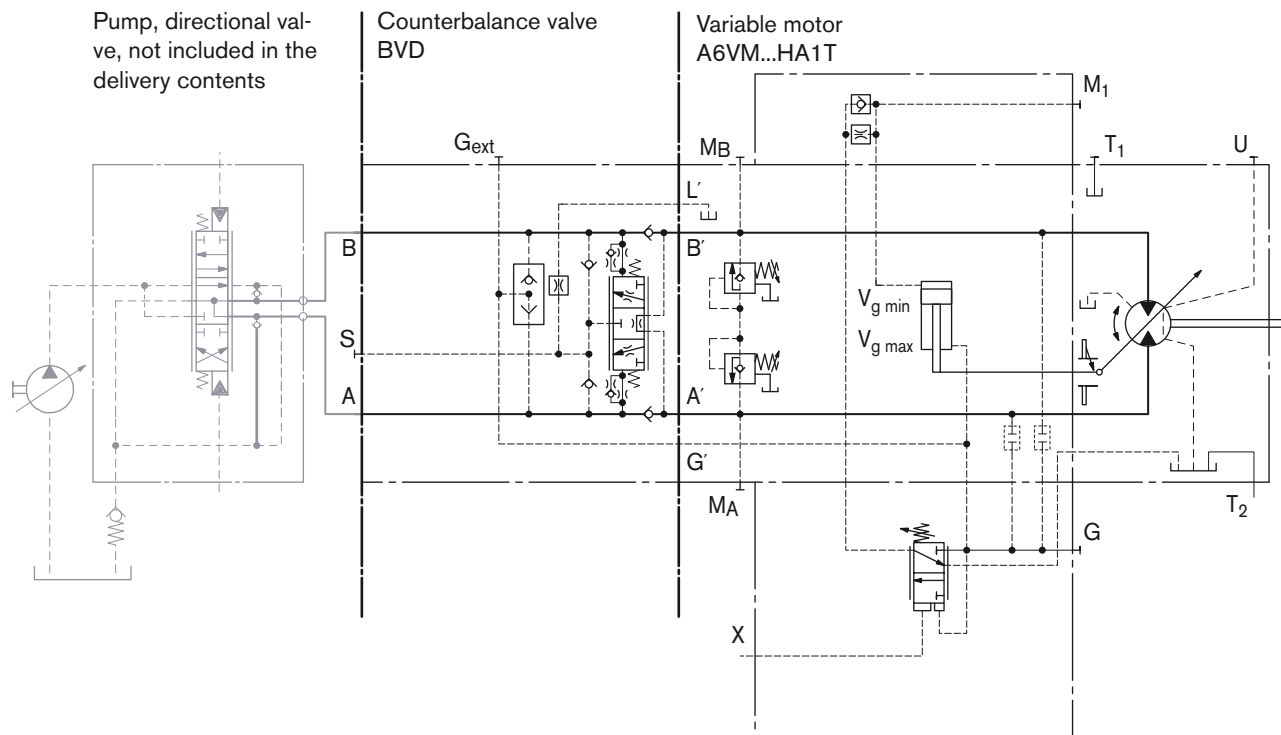 Pump, directional val-
ve, not included in the
delivery contents
Counterbalance valve
BVD
Variable motor
A6VM...HA1T
M1
Gext
MB
T1
U
L′
B
B′
Vg min
Vg max
S
A
A′
G′
MA
T2
G
X